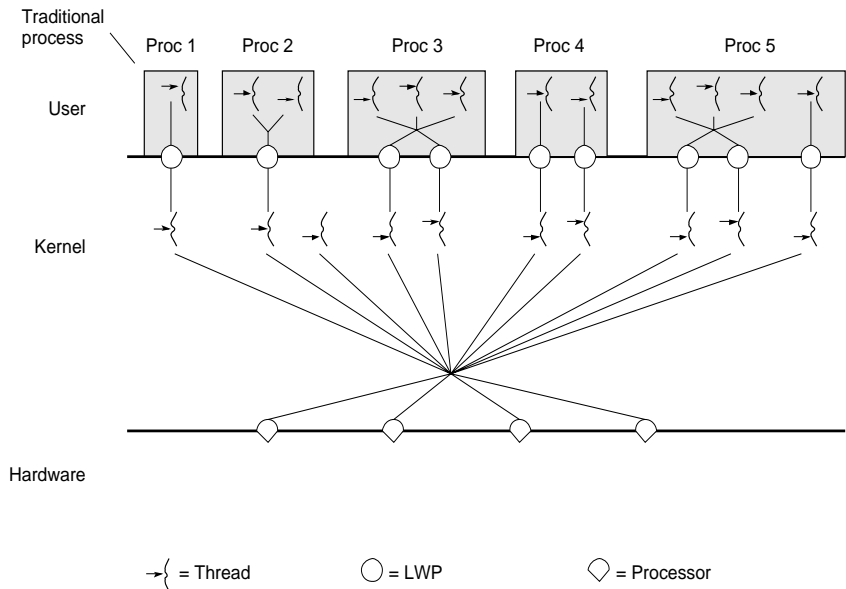 Traditional
process
Proc 1
Proc 2
Proc 3
Proc 4
Proc 5
User
Kernel
Hardware
= Thread
= LWP
= Processor